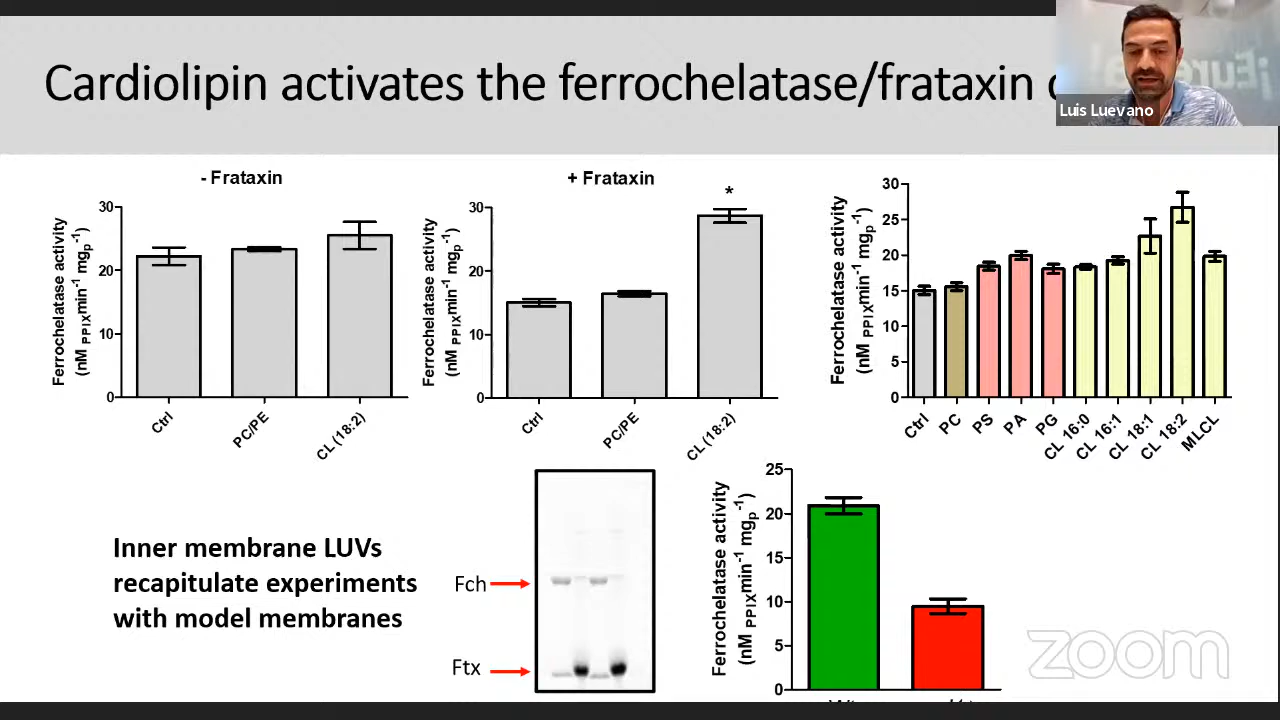 Cardiolipin activates the ferrochelatase/frataxin
Luis Luevano
- Frataxin
Ferrochelatase activity
(nM PPIX min-1 mgp-1)
30
20
10
0
Ctrl
PC/PE
CL (18:2)
+ Frataxin
Ferrochelatase activity
(nM PPIX min-1 mgp-1)
30
20
10
0
Ctrl
PC/PE
CL (18:2)
*
Ferrochelatase activity
(nM PPIX min-1 mgp-1)
30
25
20
15
10
5
0
Ctrl
PC
PS
PA
PG
CL 16:0
CL 16:1
CL 18:1
CL 18:2
MLCL
Inner membrane LUVs
recapitulate experiments
with model membranes
Fch
Ftx
Ferrochelatase activity
(nM PPIX min-1 mgp-1)
25
20
15
10
5
0
zoom